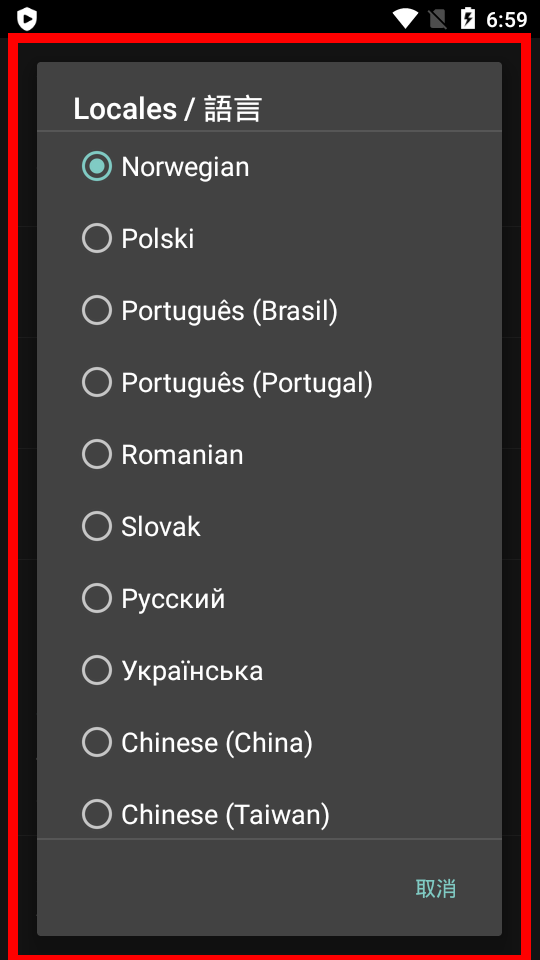 6:59
Locales / 語言
Norwegian
Polski
Português (Brasil)
Português (Portugal)
Romanian
Slovak
Русский
Українська
Chinese (China)
Chinese (Taiwan)
取消